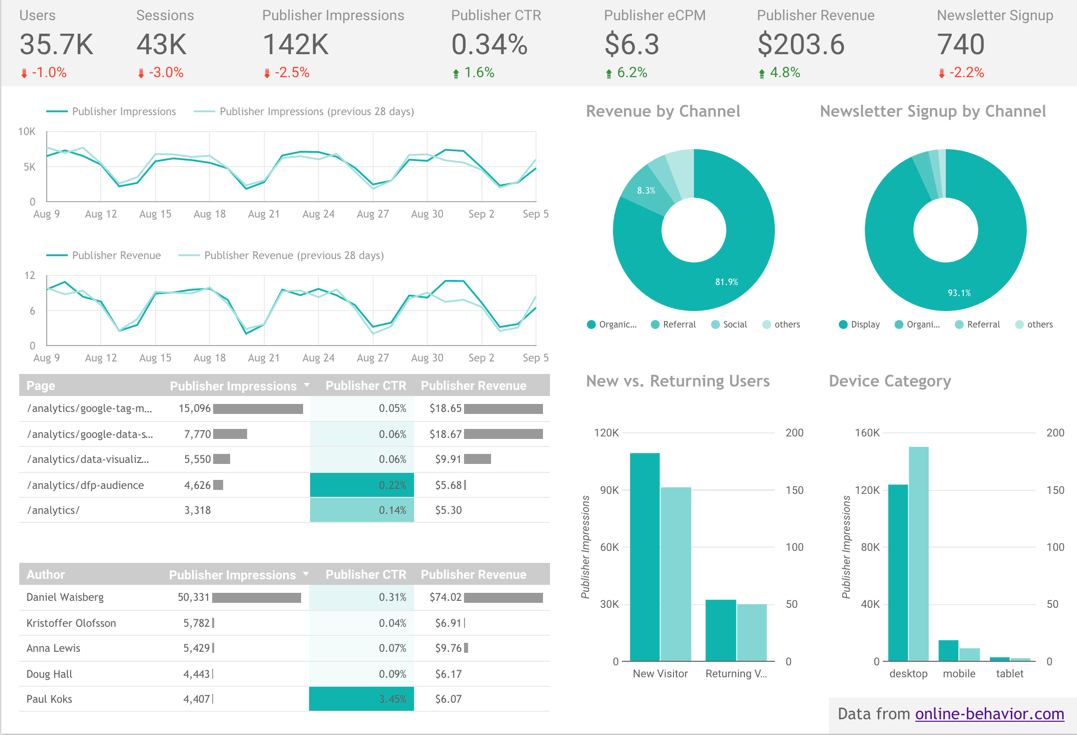 Users Sessions Publisher Impressions Publisher CTR Publisher eCPM Publisher Revenue Newsletter Signup
35.7K 43K 142K 0.34% $6.3 $203.6 740
-1.0% -3.0% -2.5% 1.6% 6.2% 4.8% -2.2%
Publisher Impressions Publisher Impressions (previous 28 days)
10K
5K
0
Aug 9 Aug 12 Aug 15 Aug 18 Aug 21 Aug 24 Aug 27 Aug 30 Sep 2 Sep 5
Publisher Revenue Publisher Revenue (previous 28 days)
12
6
0
Aug 9 Aug 12 Aug 15 Aug 18 Aug 21 Aug 24 Aug 27 Aug 30 Sep 2 Sep 5
Page Publisher Impressions Publisher CTR Publisher Revenue
/analytics/google-tag-m... 15,096 0.05% $18.65
/analytics/google-data-s... 7,770 0.06% $18.67
/analytics/data-visualiz... 5,550 0.06% $9.91
/analytics/dfp-audience 4,626 0.22% $5.68
/analytics/ 3,318 0.14% $5.30
Author Publisher Impressions Publisher CTR Publisher Revenue
Daniel Waisberg 50,331 0.31% $74.02
Kristoffer Olofsson 5,782 0.04% $6.91
Anna Lewis 5,429 0.07% $9.76
Doug Hall 4,443 0.09% $6.17
Paul Koks 4,407 3.45% $6.07
Revenue by Channel
8.3%
81.9%
Organic... Referral Social others
Newsletter Signup by Channel
93.1%
Display Organi... Referral others
New vs. Returning Users
120K 200
90K 150
60K 100
30K 50
0 0
Publisher Impressions
New Visitor Returning V...
Device Category
160K 200
120K 150
80K 100
40K 50
0 0
Publisher Impressions
desktop mobile tablet
Data from online-behavior.com